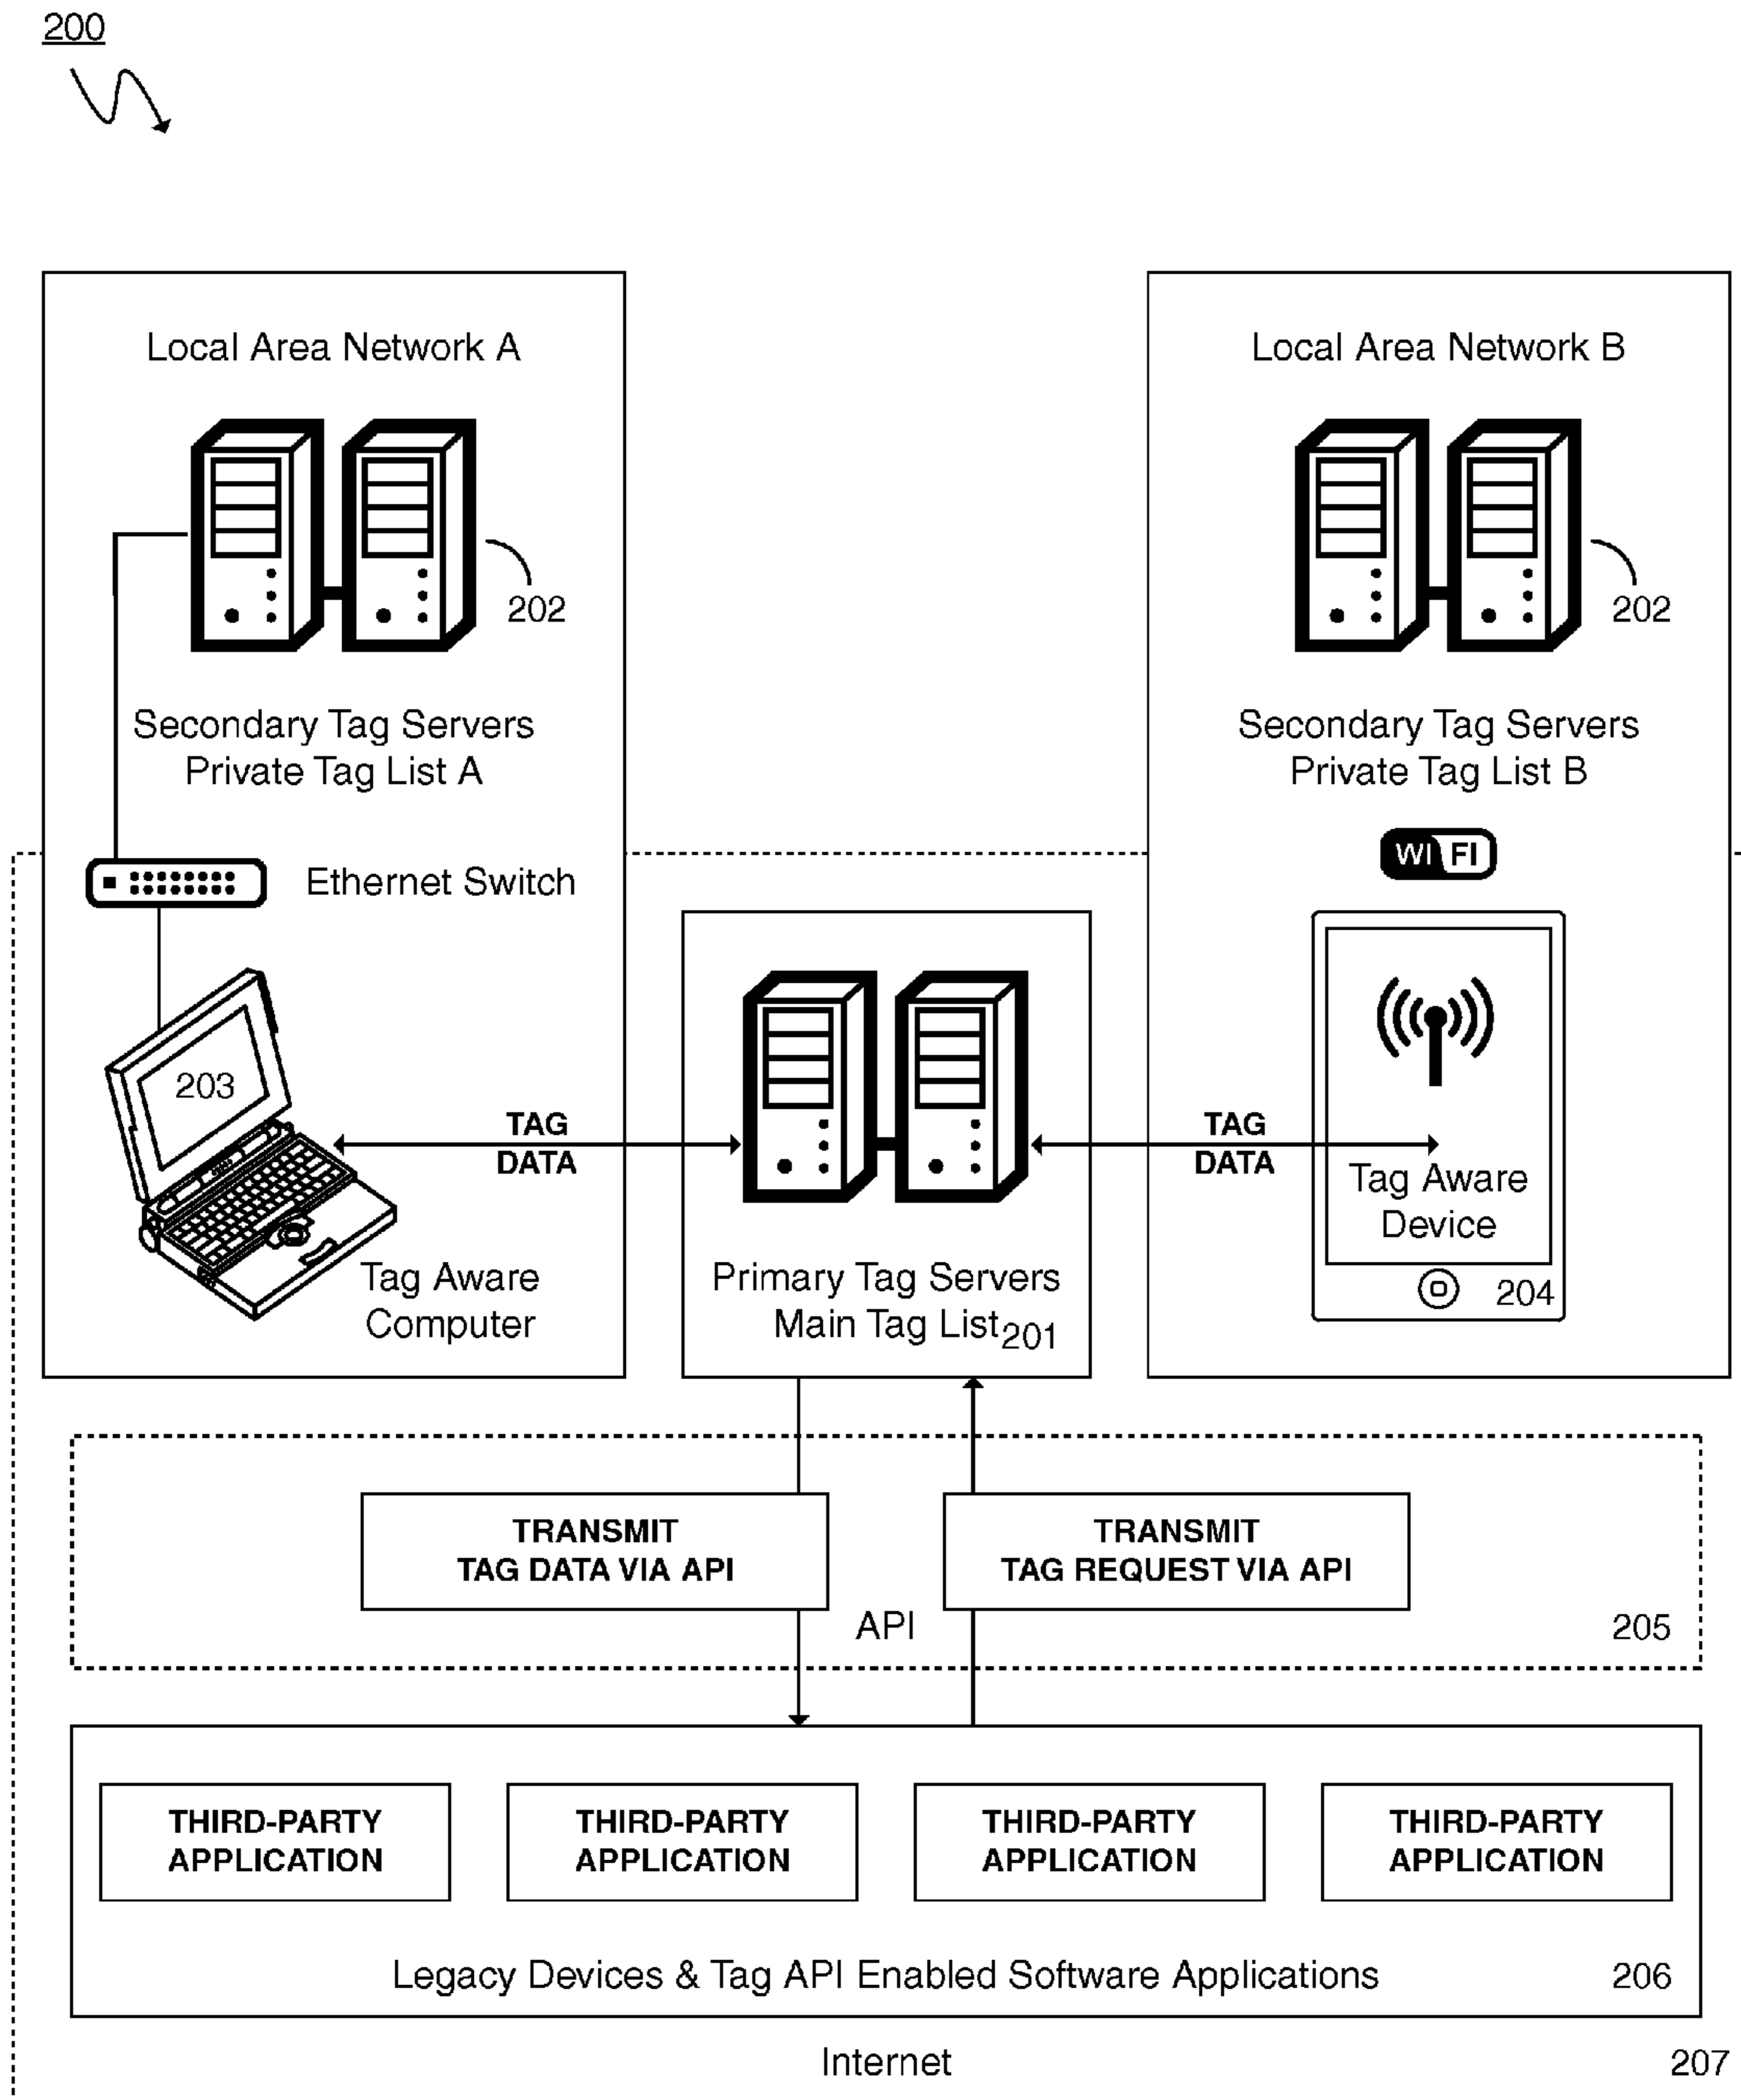 200
Local Area Network A
202
Secondary Tag Servers
Private Tag List A
Ethernet Switch
203
Tag Aware
Computer
TAG
DATA
Primary Tag Servers
Main Tag List
201
Local Area Network B
202
Secondary Tag Servers
Private Tag List B
WI FI
TAG
DATA
Tag Aware
Device
204
TRANSMIT
TAG DATA VIA API
TRANSMIT
TAG REQUEST VIA API
API
205
THIRD-PARTY
APPLICATION
THIRD-PARTY
APPLICATION
THIRD-PARTY
APPLICATION
THIRD-PARTY
APPLICATION
Legacy Devices & Tag API Enabled Software Applications
206
Internet
207